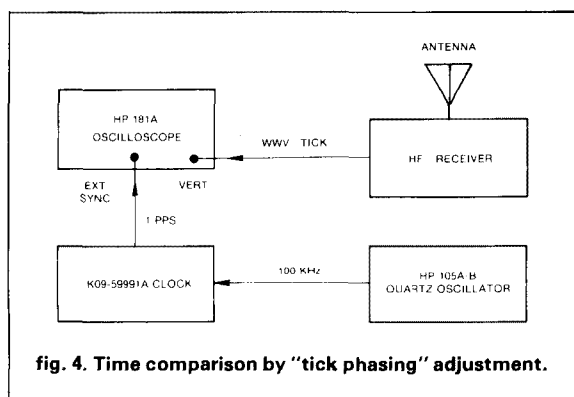 ANTENNA
HP 181A
OSCILLOSCOPE
WWV TICK
HF RECEIVER
EXT
SYNC
VERT
1 PPS
K09-59991A CLOCK
100 KHz
HP 105A-B
QUARTZ OSCILLATOR
fig. 4. Time comparison by "tick phasing" adjustment.